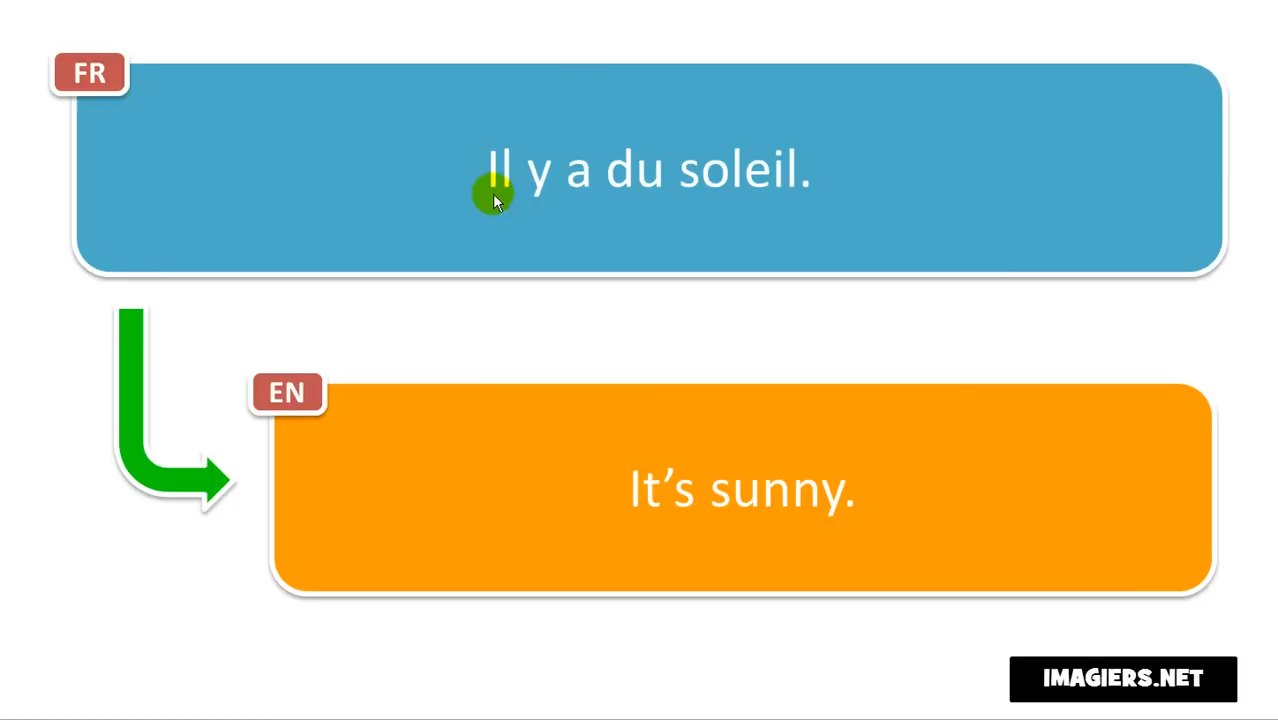 FR
Il y a du soleil.
EN
It’s sunny.
IMAGIERS.NET